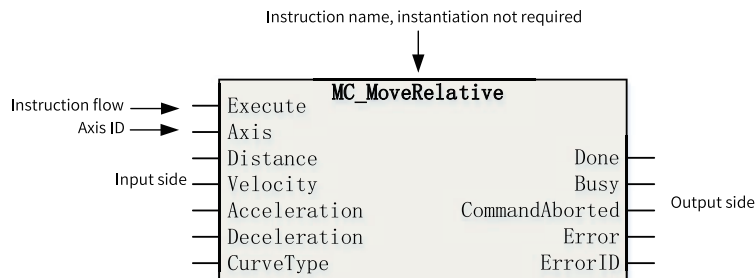 Instruction name, instantiation not required
MC_MoveRelative
Instruction flow Execute
Axis ID Axis
Distance Done
Input side Velocity Busy
Acceleration CommandAborted Output side
Deceleration Error
CurveType ErrorID